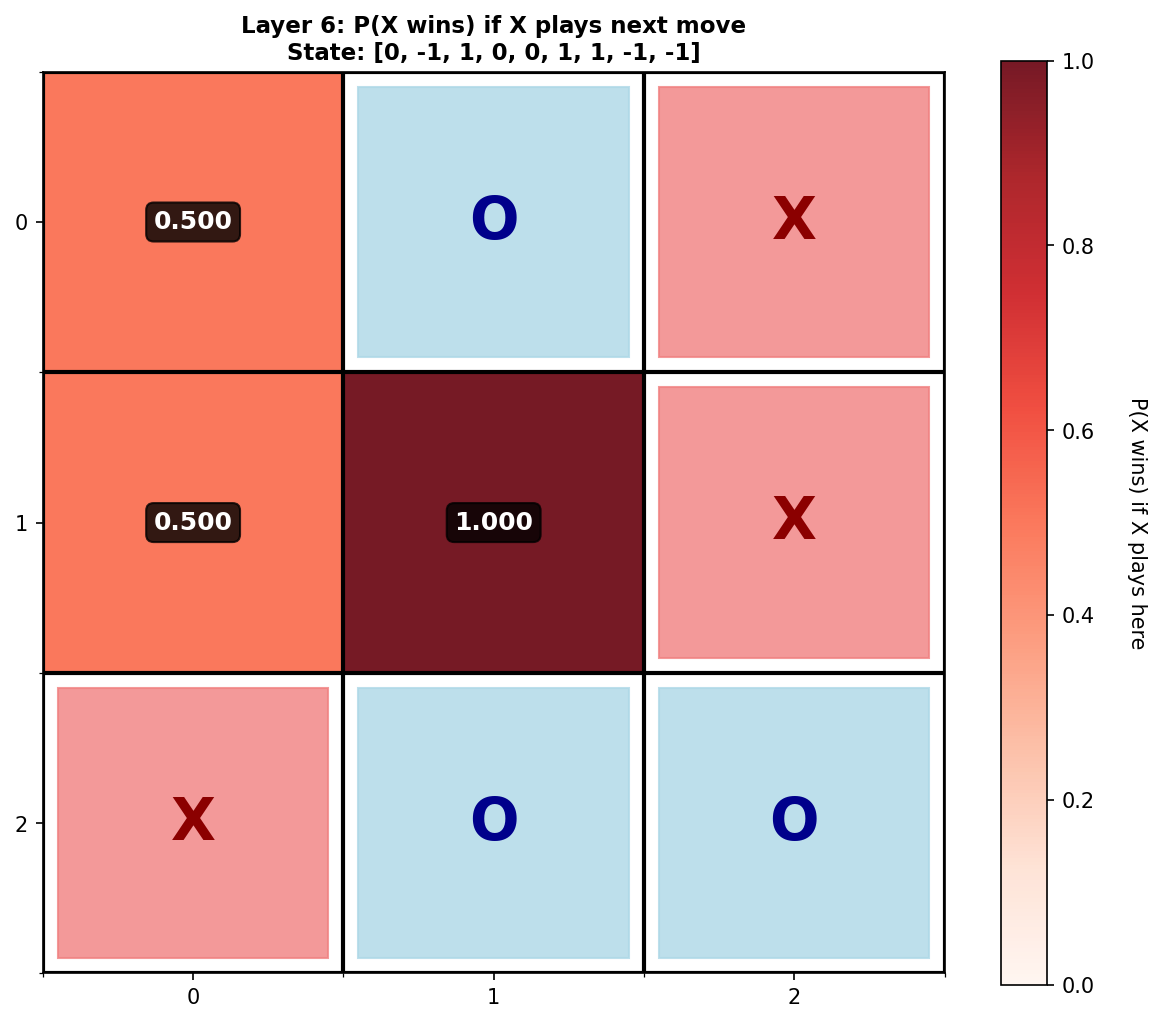 Layer 6: P(X wins) if X plays next move
State: [0, -1, 1, 0, 0, 1, 1, -1, -1]
1.0
0.8
0.6
0.4
0.2
0.0
P(X wins) if X plays here
0
0.500
O
X
1
0.500
1.000
X
2
X
O
O
0
1
2